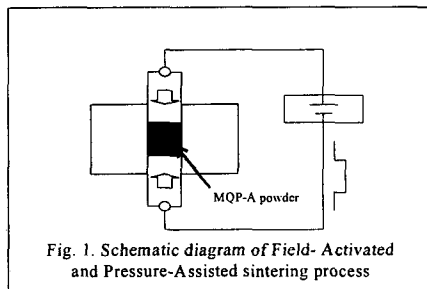 MQP-A powder
Fig. 1. Schematic diagram of Field- Activated
and Pressure-Assisted sintering process